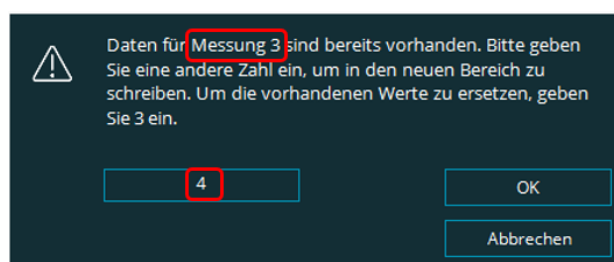 Daten für Messung 3 sind bereits vorhanden. Bitte geben
Sie eine andere Zahl ein, um in den neuen Bereich zu
schreiben. Um die vorhandenen Werte zu ersetzen, geben
Sie 3 ein.
4
OK
Abbrechen